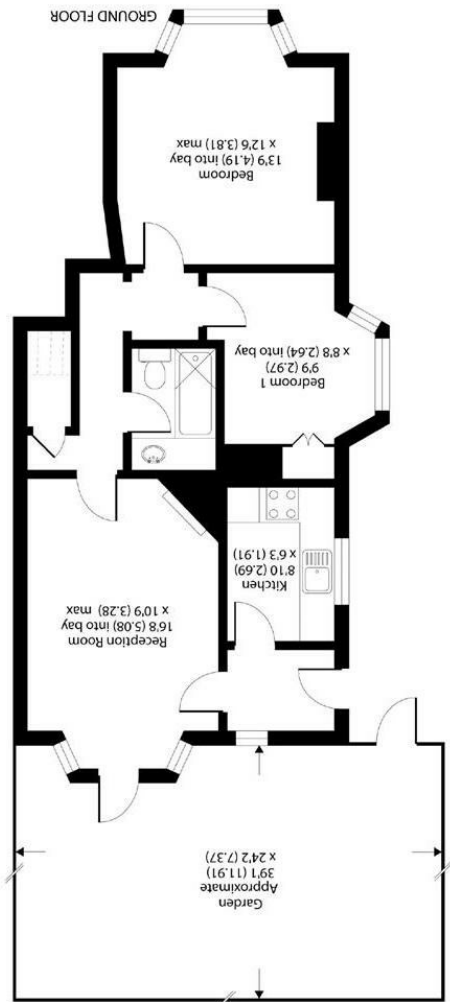 Garden
Approximate
39'1 (11.91)
x 24'2 (7.37)
Reception Room
16'8 (5.08) into bay
x 10'9 (3.28) max
Kitchen
8'10 (2.69)
x 6'3 (1.91)
Bedroom 1
9'9 (2.97)
x 8'8 (2.64) into bay
Bedroom
13'9 (4.19) into bay
x 12'6 (3.81) max
GROUND FLOOR